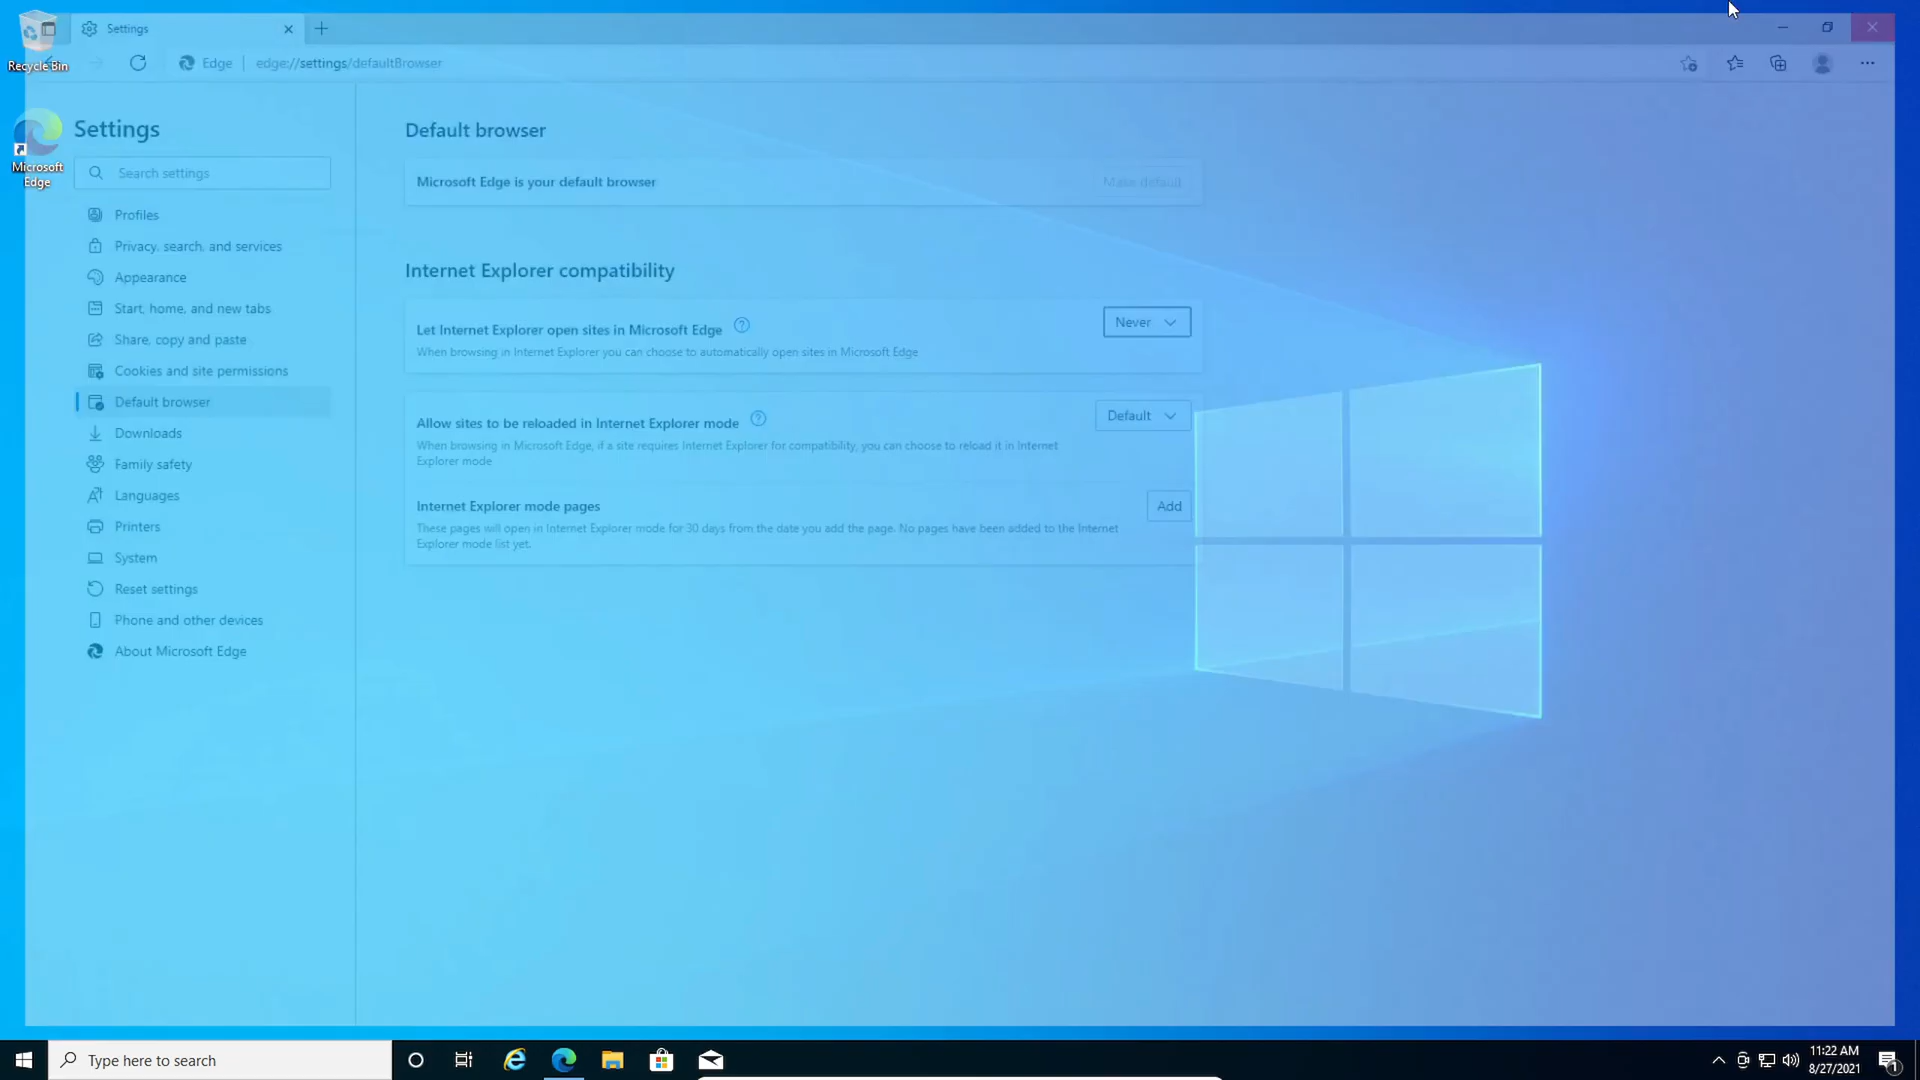 Settings
Recycle Bin
Edge
edge://settings/defaultBrowser
Microsoft
Edge
Settings
Search settings
Profiles
Privacy, search, and services
Appearance
Start, home, and new tabs
Share, copy and paste
Cookies and site permissions
Default browser
Downloads
Family safety
Languages
Printers
System
Reset settings
Phone and other devices
About Microsoft Edge
Default browser
Microsoft Edge is your default browser
Make default
Internet Explorer compatibility
Let Internet Explorer open sites in Microsoft Edge
Never
When browsing in Internet Explorer you can choose to automatically open sites in Microsoft Edge
Allow sites to be reloaded in Internet Explorer mode
Default
When browsing in Microsoft Edge, if a site requires Internet Explorer for compatibility, you can choose to reload it in Internet
Explorer mode
Internet Explorer mode pages
Add
These pages will open in Internet Explorer mode for 30 days from the date you add the page. No pages have been added to the Internet
Explorer mode list yet.
Type here to search
11:22 AM
8/27/2021
1